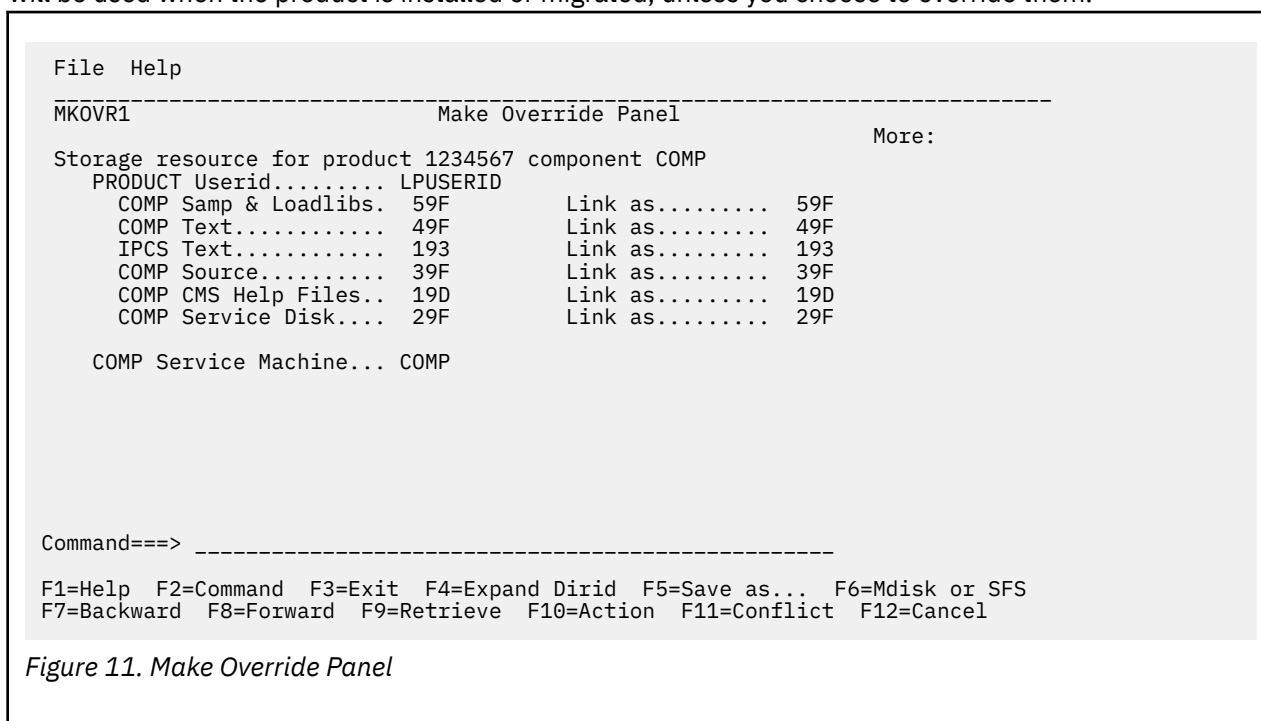 will be used when the product is installed or migrated, unless you choose to override them.
File  Help
_______________________________________________________________________________
MKOVR1                        Make Override Panel
More:
Storage resource for product 1234567 component COMP
PRODUCT Userid......... LPUSERID
COMP Samp & Loadlibs.  59F         Link as.........  59F
COMP Text............  49F         Link as.........  49F
IPCS Text............  193         Link as.........  193
COMP Source..........  39F         Link as.........  39F
COMP CMS Help Files..  19D         Link as.........  19D
COMP Service Disk....  29F         Link as.........  29F
COMP Service Machine... COMP
Command===> __________________________________________________
F1=Help  F2=Command  F3=Exit  F4=Expand Dirid  F5=Save as...  F6=Mdisk or SFS
F7=Backward  F8=Forward  F9=Retrieve  F10=Action  F11=Conflict  F12=Cancel
Figure 11. Make Override Panel